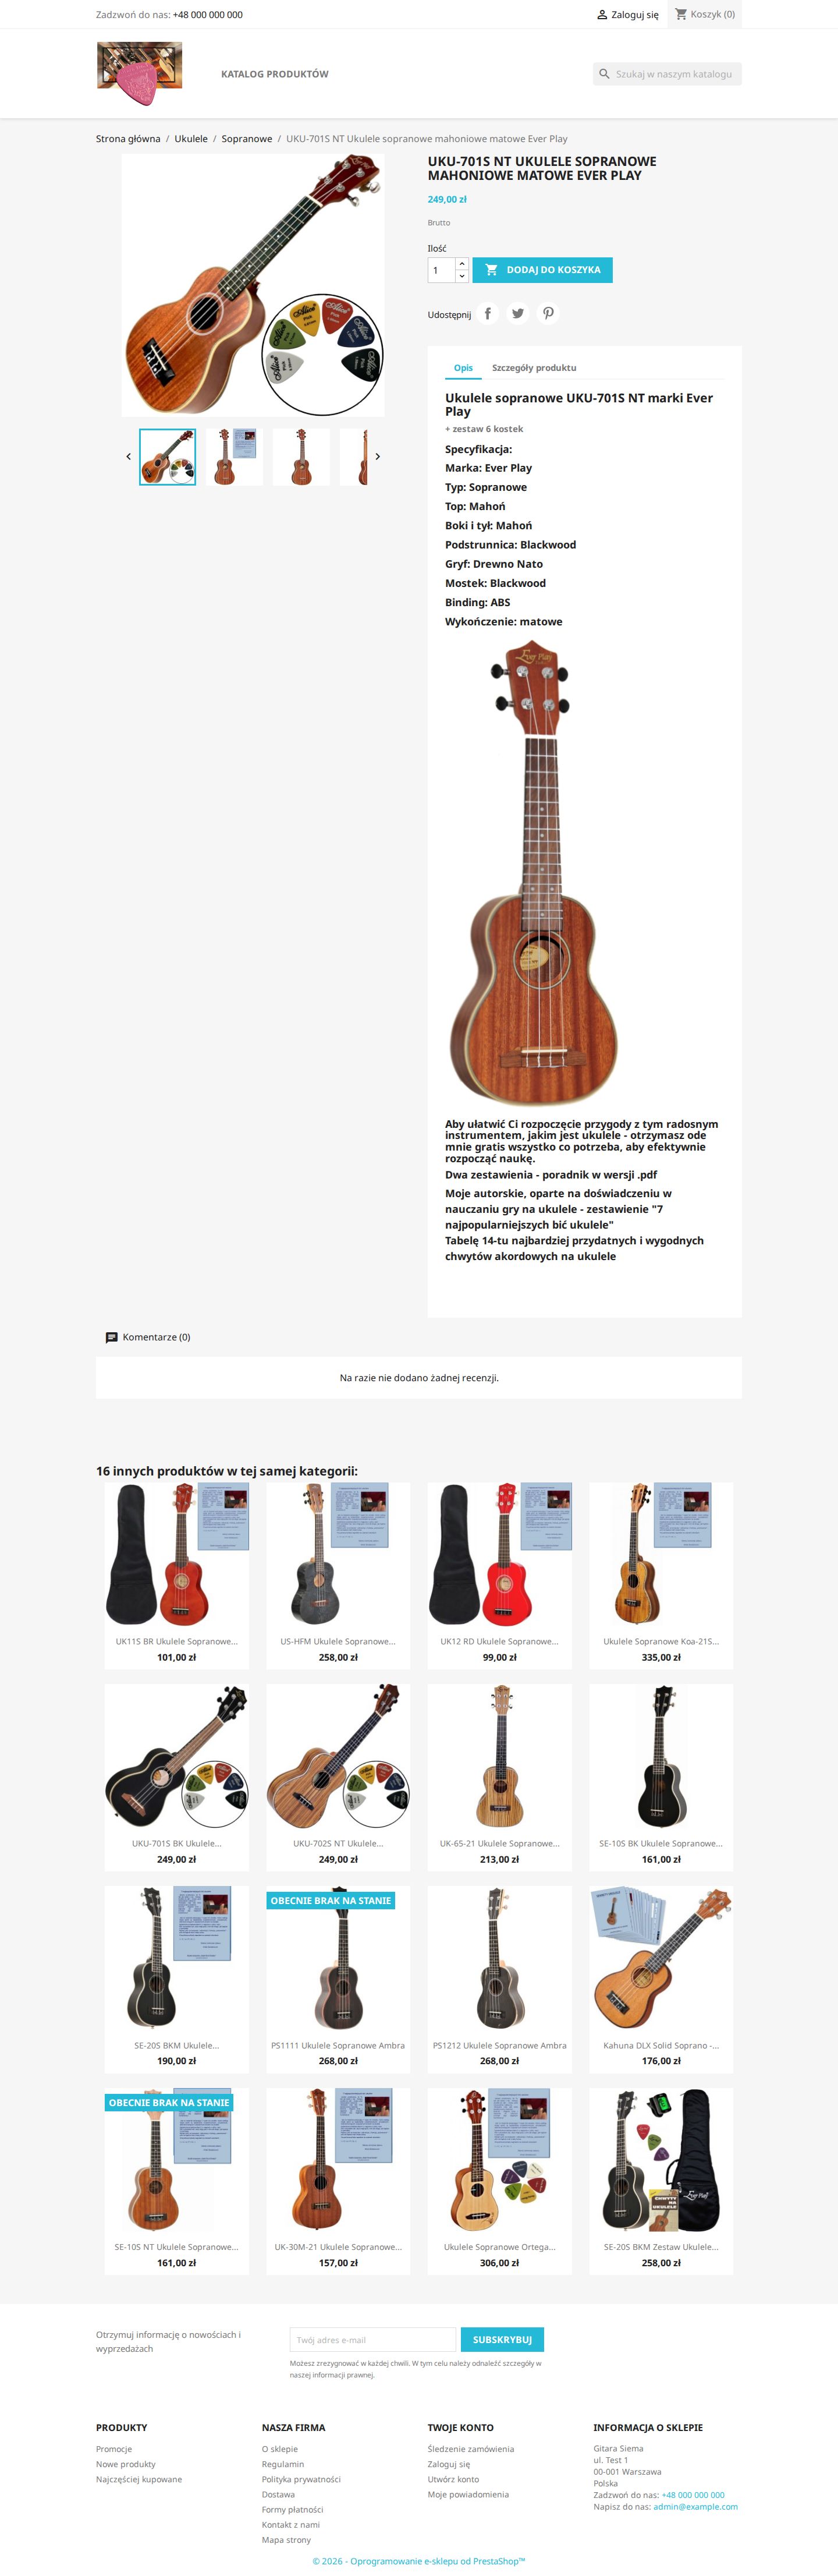 Zadzwoń do nas: +48 000 000 000
Zaloguj się
Koszyk (0)
KATALOG PRODUKTÓW
Szukaj w naszym katalogu
Strona główna / Ukulele / Sopranowe / UKU-701S NT Ukulele sopranowe mahoniowe matowe Ever Play
UKU-701S NT UKULELE SOPRANOWE
MAHONIOWE MATOWE EVER PLAY
249,00 zł
Brutto
Ilość
1
DODAJ DO KOSZYKA
Udostępnij
Opis
Szczegóły produktu
Ukulele sopranowe UKU-701S NT marki Ever
Play
+ zestaw 6 kostek
Specyfikacja:
Marka: Ever Play
Typ: Sopranowe
Top: Mahoń
Boki i tył: Mahoń
Podstrunnica: Blackwood
Gryf: Drewno Nato
Mostek: Blackwood
Binding: ABS
Wykończenie: matowe
Ever Play
Aby ułatwić Ci rozpoczęcie przygody z tym radosnym
instrumentem, jakim jest ukulele - otrzymasz ode
mnie gratis wszystko co potrzeba, aby efektywnie
rozpocząć naukę.
Dwa zestawienia - poradnik w wersji .pdf
Moje autorskie, oparte na doświadczeniu w
nauczaniu gry na ukulele - zestawienie "7
najpopularniejszych bić ukulele"
Tabelę 14-tu najbardziej przydatnych i wygodnych
chwytów akordowych na ukulele
Komentarze (0)
Na razie nie dodano żadnej recenzji.
16 innych produktów w tej samej kategorii:
UK11S BR Ukulele Sopranowe...
101,00 zł
US-HFM Ukulele Sopranowe...
258,00 zł
UK12 RD Ukulele Sopranowe...
99,00 zł
Ukulele Sopranowe Koa-21S...
335,00 zł
UKU-701S BK Ukulele...
249,00 zł
UKU-702S NT Ukulele...
249,00 zł
UK-65-21 Ukulele Sopranowe...
213,00 zł
SE-10S BK Ukulele Sopranowe...
161,00 zł
SE-20S BKM Ukulele...
190,00 zł
OBECNIE BRAK NA STANIE
PS1111 Ukulele Sopranowe Ambra
268,00 zł
PS1212 Ukulele Sopranowe Ambra
268,00 zł
Kahuna DLX Solid Soprano -...
176,00 zł
OBECNIE BRAK NA STANIE
SE-10S NT Ukulele Sopranowe...
161,00 zł
UK-30M-21 Ukulele Sopranowe...
157,00 zł
Ukulele Sopranowe Ortega...
306,00 zł
SE-20S BKM Zestaw Ukulele...
258,00 zł
Otrzymuj informację o nowościach i
wyprzedażach
Twój adres e-mail
SUBSKRYBUJ
Możesz zrezygnować w każdej chwili. W tym celu należy odnaleźć szczegóły w
naszej informacji prawnej.
PRODUKTY
Promocje
Nowe produkty
Najczęściej kupowane
NASZA FIRMA
O sklepie
Regulamin
Polityka prywatności
Dostawa
Formy płatności
Kontakt z nami
Mapa strony
TWOJE KONTO
Śledzenie zamówienia
Zaloguj się
Utwórz konto
Moje powiadomienia
INFORMACJA O SKLEPIE
Gitara Siema
ul. Test 1
00-001 Warszawa
Polska
Zadzwoń do nas: +48 000 000 000
Napisz do nas: admin@example.com
© 2026 - Oprogramowanie e-sklepu od PrestaShop™